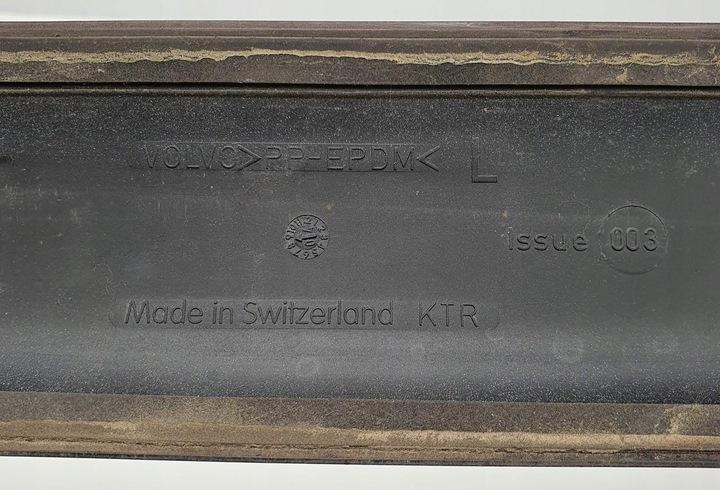 VOLVO >PP-EPDM< L
Issue 003
Made in Switzerland KTR